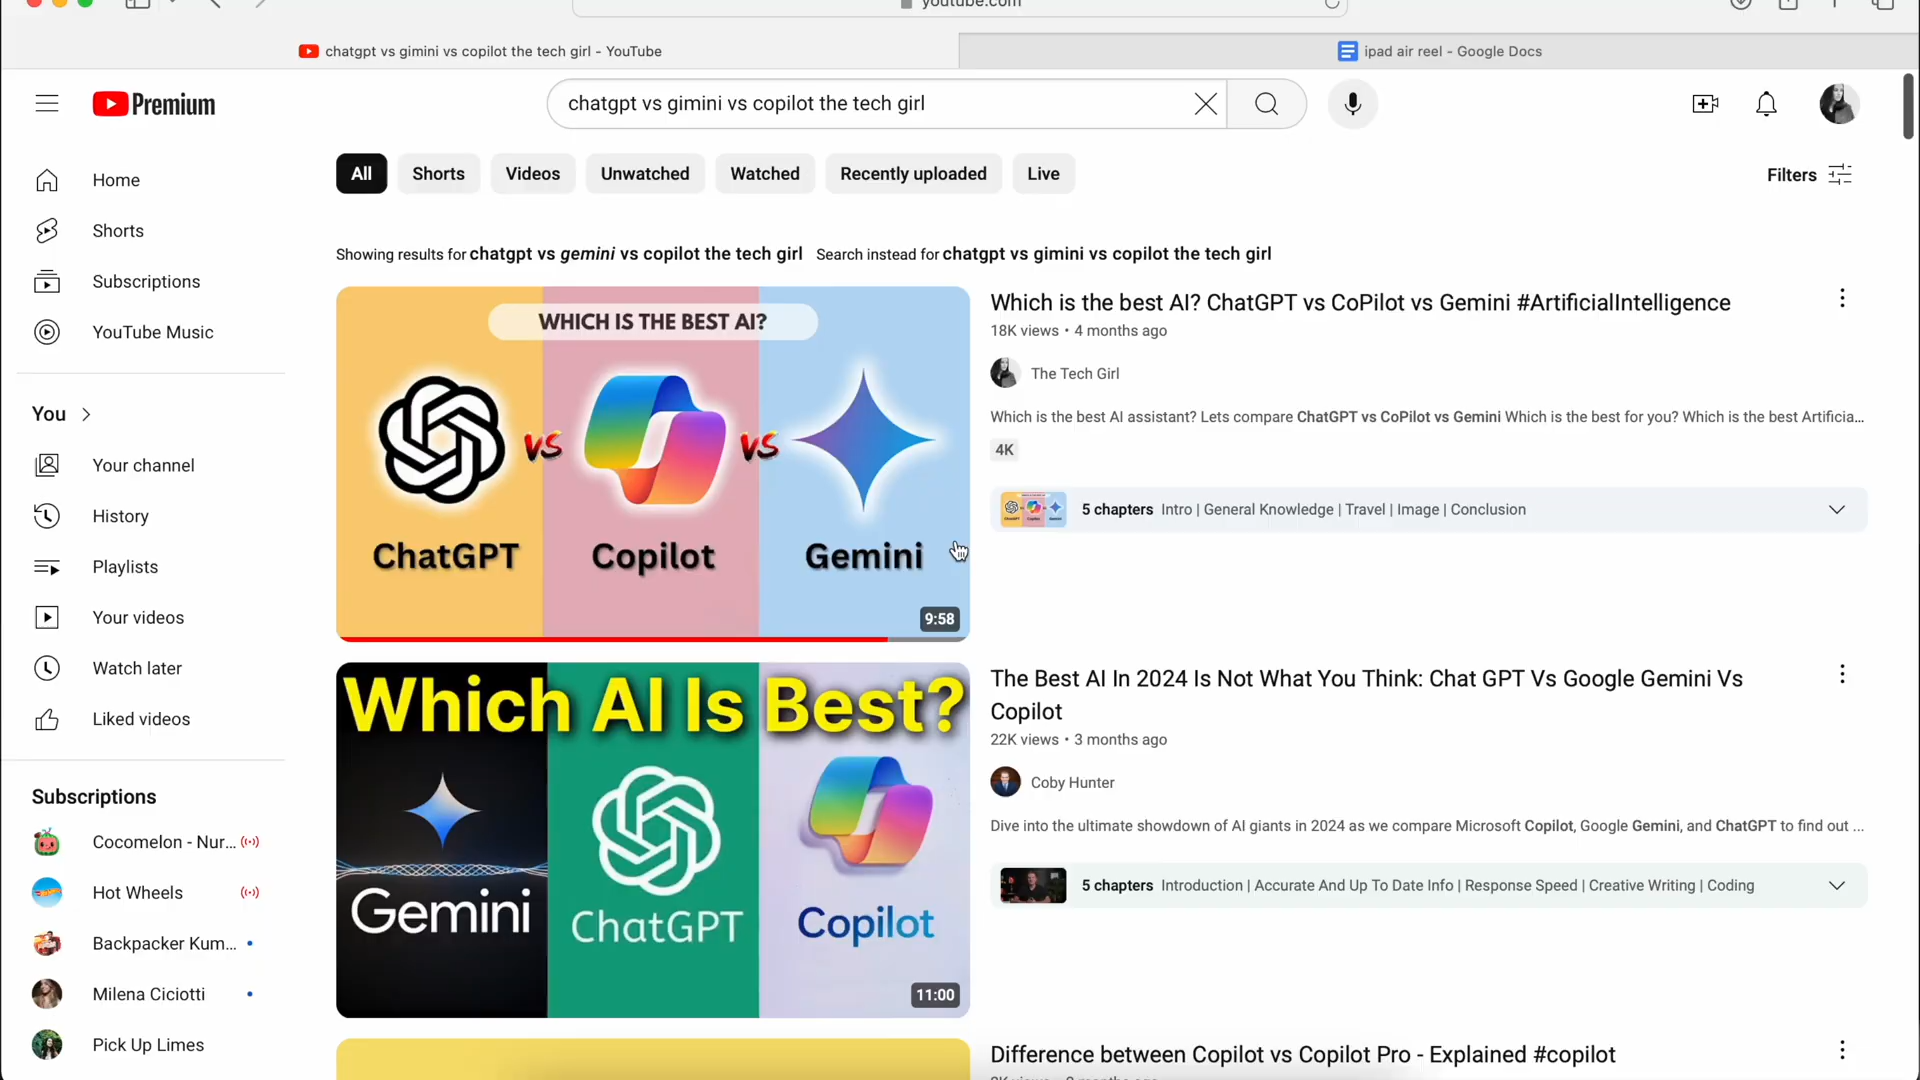 youtube.com
chatgpt vs gimini vs copilot the tech girl - YouTube
ipad air reel - Google Docs
Premium
chatgpt vs gimini vs copilot the tech girl
Home
Shorts
Subscriptions
YouTube Music
You
Your channel
History
Playlists
Your videos
Watch later
Liked videos
Subscriptions
Cocomelon - Nur...
Hot Wheels
Backpacker Kum...
Milena Ciciotti
Pick Up Limes
All
Shorts
Videos
Unwatched
Watched
Recently uploaded
Live
Filters
Showing results for chatgpt vs gemini vs copilot the tech girl Search instead for chatgpt vs gimini vs copilot the tech girl
WHICH IS THE BEST AI?
VS
VS
ChatGPT
Copilot
Gemini
9:58
Which is the best AI? ChatGPT vs CoPilot vs Gemini #ArtificialIntelligence
18K views • 4 months ago
The Tech Girl
Which is the best AI assistant? Lets compare ChatGPT vs CoPilot vs Gemini Which is the best for you? Which is the best Artificia...
4K
5 chapters Intro | General Knowledge | Travel | Image | Conclusion
Which AI Is Best?
Gemini
ChatGPT
Copilot
11:00
The Best AI In 2024 Is Not What You Think: Chat GPT Vs Google Gemini Vs
Copilot
22K views • 3 months ago
Coby Hunter
Dive into the ultimate showdown of AI giants in 2024 as we compare Microsoft Copilot, Google Gemini, and ChatGPT to find out ...
5 chapters Introduction | Accurate And Up To Date Info | Response Speed | Creative Writing | Coding
Difference between Copilot vs Copilot Pro - Explained #copilot